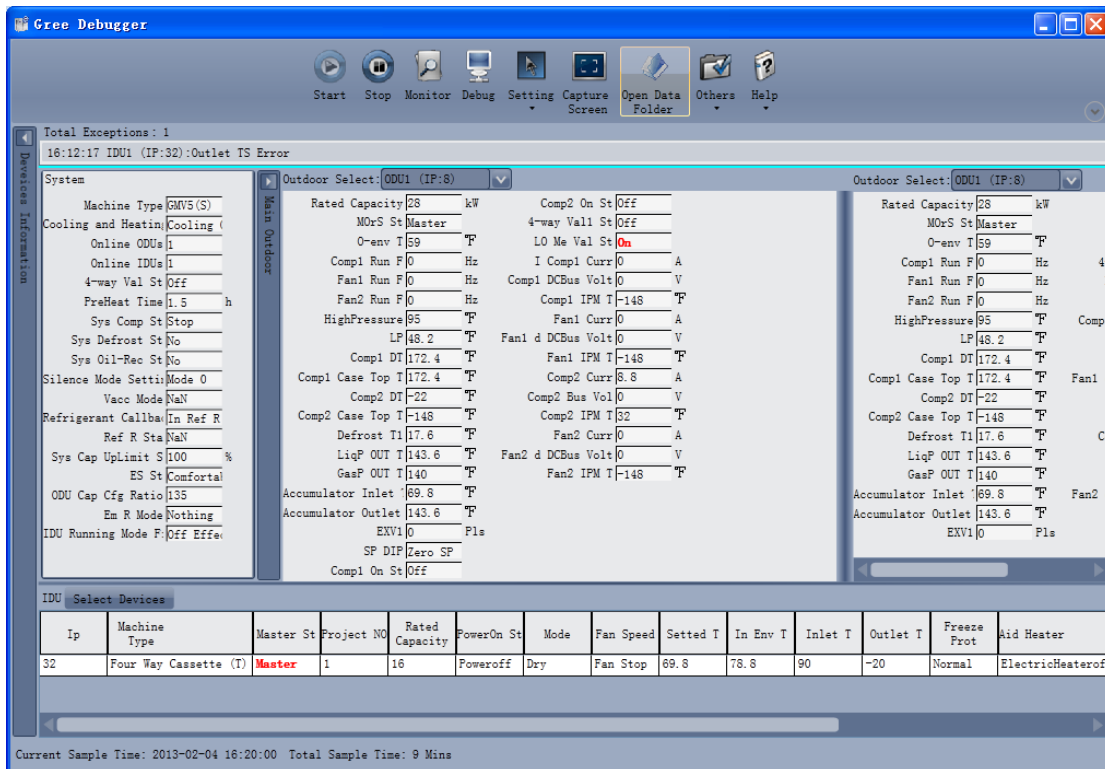 Gree Debugger
Start Stop Monitor Debug Setting Capture Screen Open Data Folder Others Help
Total Exceptions: 1
16:12:17 IDU1 (IP:32):Outlet TS Error
Deveices Information
System
Machine Type GMV5(S)
Cooling and Heatin Cooling (
Online ODUs 1
Online IDUs 1
4-way Val St Off
PreHeat Time 1.5 h
Sys Comp St Stop
Sys Defrost St No
Sys Oil-Rec St No
Silence Mode Setti Mode 0
Vacc Mode NaN
Refrigerant Callba In Ref R
Ref R Sta NaN
Sys Cap UpLimit S 100 %
ES St Comforta
ODU Cap Cfg Ratio 135
Em R Mode Nothing
IDU Running Mode F: Off Effe
Main Outdoor
Outdoor Select: ODU1 (IP:8)
Rated Capacity 28 kW
MOrS St Master
O-env T 59 ℉
Comp1 Run F 0 Hz
Fan1 Run F 0 Hz
Fan2 Run F 0 Hz
HighPressure 95 ℉
LP 48.2 ℉
Comp1 DT 172.4 ℉
Comp1 Case Top T 172.4 ℉
Comp2 DT -22 ℉
Comp2 Case Top T -148 ℉
Defrost T1 17.6 ℉
LiqP OUT T 143.6 ℉
GasP OUT T 140 ℉
Accumulator Inlet 69.8 ℉
Accumulator Outlet 143.6 ℉
EXV1 0 Pls
SP DIP Zero SP
Comp1 On St Off
Comp2 On St Off
4-way Val1 St Off
LO Me Val St On
I Comp1 Curr 0 A
Comp1 DCBus Volt 0 V
Comp1 IPM T -148 ℉
Fan1 Curr 0 A
Fan1 d DCBus Volt 0 V
Fan1 IPM T -148 ℉
Comp2 Curr 8.8 A
Comp2 Bus Vol 0 V
Comp2 IPM T 32 ℉
Fan2 Curr 0 A
Fan2 d DCBus Volt 0 V
Fan2 IPM T -148 ℉
Outdoor Select: ODU1 (IP:8)
Rated Capacity 28 kW
MOrS St Master
O-env T 59 ℉
Comp1 Run F 0 Hz 4
Fan1 Run F 0 Hz
Fan2 Run F 0 Hz
HighPressure 95 ℉ Comp
LP 48.2 ℉
Comp1 DT 172.4 ℉
Comp1 Case Top T 172.4 ℉ Fan1
Comp2 DT -22 ℉
Comp2 Case Top T -148 ℉
Defrost T1 17.6 ℉ C
LiqP OUT T 143.6 ℉
GasP OUT T 140 ℉
Accumulator Inlet 69.8 ℉ Fan2
Accumulator Outlet 143.6 ℉
EXV1 0 Pls
IDU Select Devices
Ip Machine Type Master St Project NO Rated Capacity PowerOn St Mode Fan Speed Setted T In Env T Inlet T Outlet T Freeze Prot Aid Heater
32 Four Way Cassette (T) Master 1 16 Poweroff Dry Fan Stop 69.8 78.8 90 -20 Normal ElectricHeaterof
Current Sample Time: 2013-02-04 16:20:00 Total Sample Time: 9 Mins